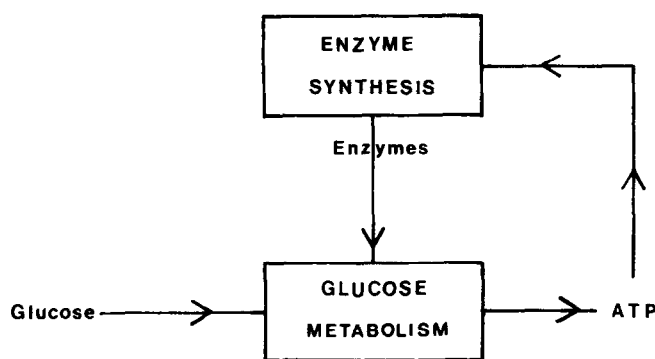 ENZYME
SYNTHESIS
Enzymes
Glucose
GLUCOSE
METABOLISM
ATP